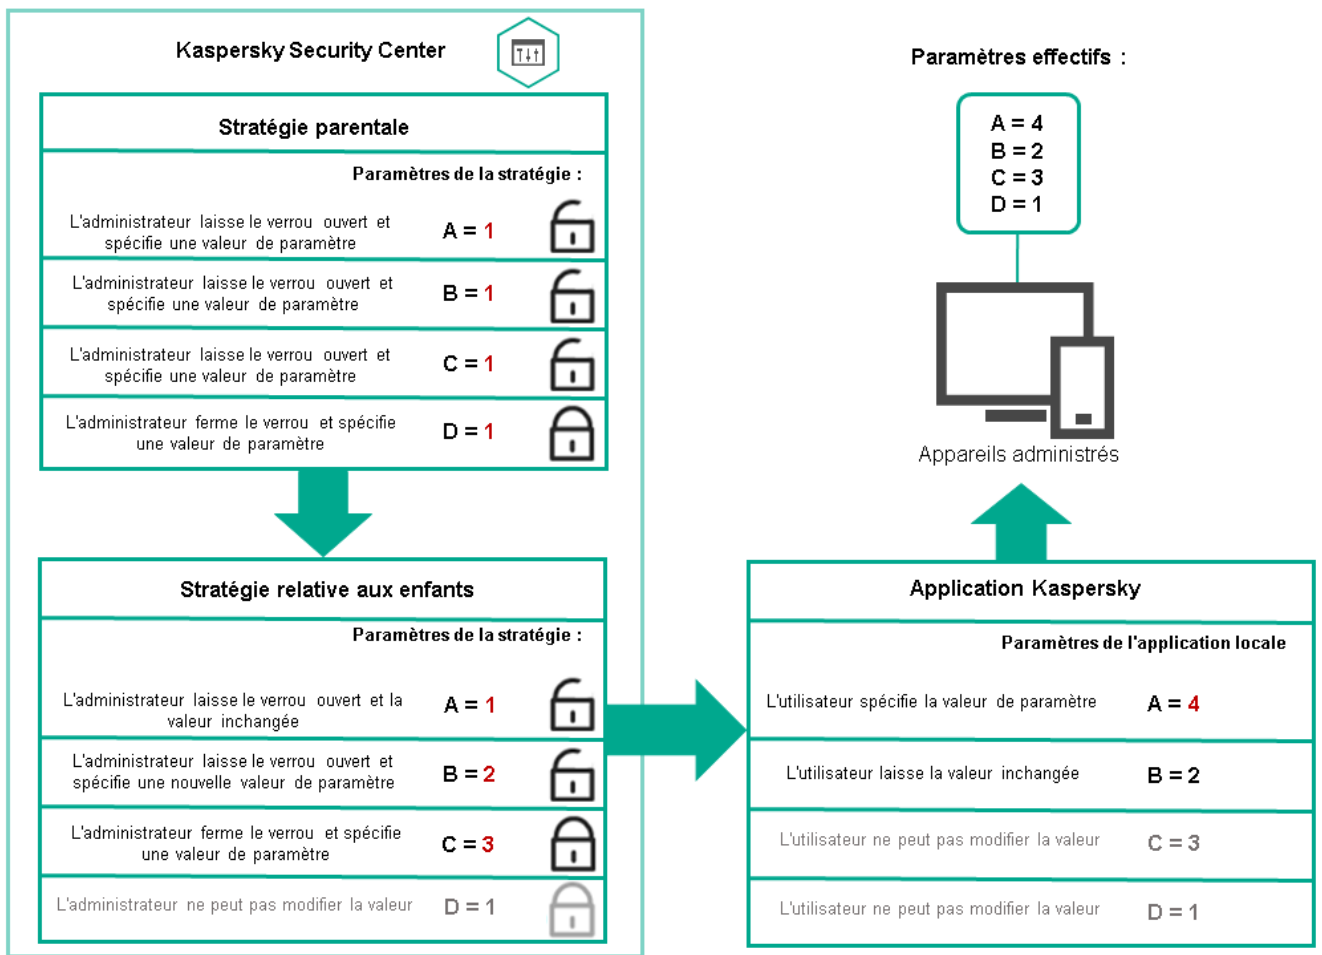 Kaspersky Security Center
Stratégie parentale
Paramètres de la stratégie :
L'administrateur laisse le verrou ouvert et
spécifie une valeur de paramètre
A = 1
L'administrateur laisse le verrou ouvert et
spécifie une valeur de paramètre
B = 1
L'administrateur laisse le verrou ouvert et
spécifie une valeur de paramètre
C = 1
L'administrateur ferme le verrou et spécifie
une valeur de paramètre
D = 1
Stratégie relative aux enfants
Paramètres de la stratégie :
L'administrateur laisse le verrou ouvert et la
valeur inchangée
A = 1
L'administrateur laisse le verrou ouvert et
spécifie une nouvelle valeur de paramètre
B = 2
L'administrateur ferme le verrou et spécifie
une valeur de paramètre
C = 3
L'administrateur ne peut pas modifier la valeur
D = 1
Application Kaspersky
Paramètres de l'application locale
L'utilisateur spécifie la valeur de paramètre
A = 4
L'utilisateur laisse la valeur inchangée
B = 2
L'utilisateur ne peut pas modifier la valeur
C = 3
L'utilisateur ne peut pas modifier la valeur
D = 1
Paramètres effectifs :
A = 4
B = 2
C = 3
D = 1
Appareils administrés